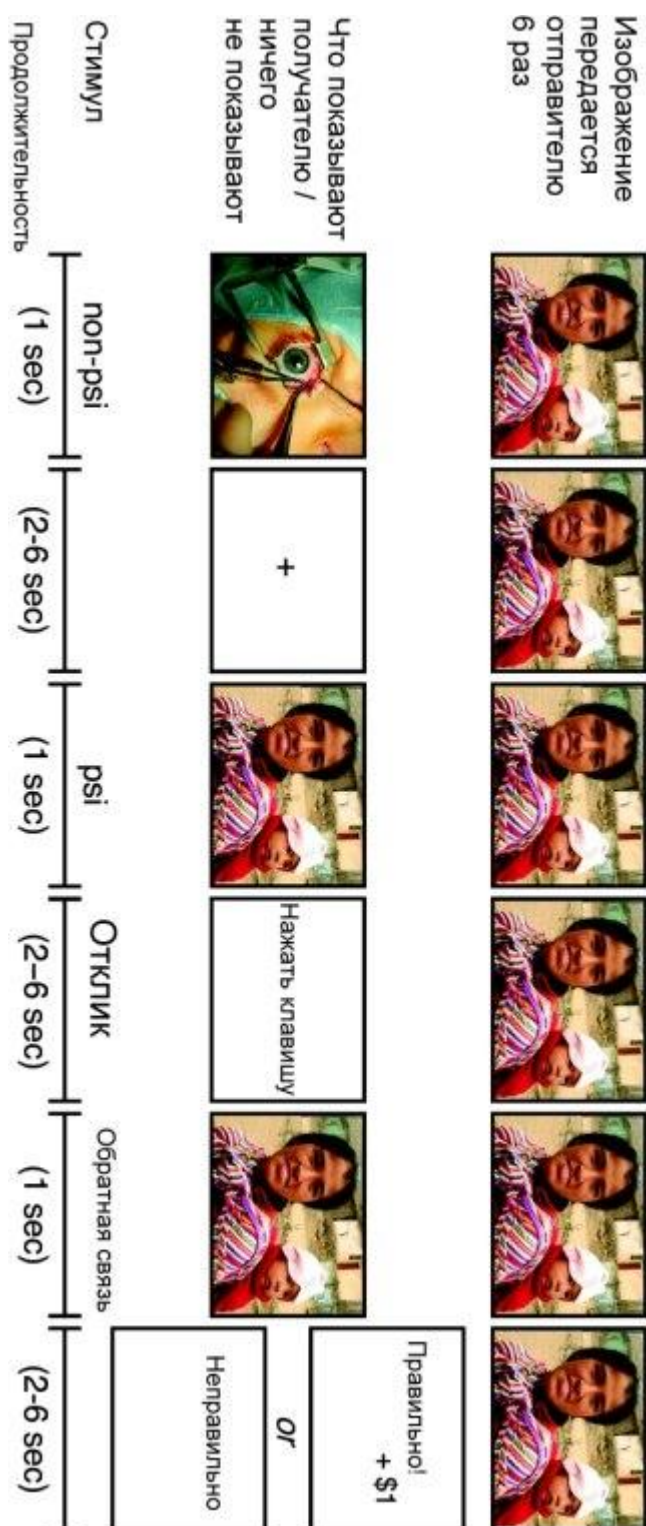 Изображение
передается
отправителю
6 раз
Что показывают
получателю /
ничего
не показывают
+
Нажать клавишу
Правильно!
+ $1
or
Неправильно
Стимул
non-psi
psi
Отклик
Обратная связь
Продолжительность
(1 sec)
(2-6 sec)
(1 sec)
(2–6 sec)
(1 sec)
(2-6 sec)